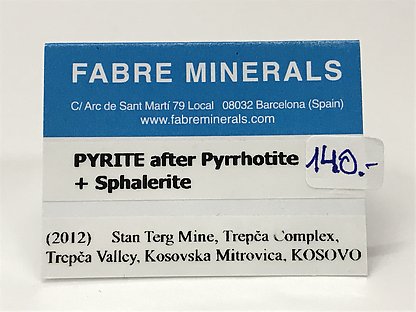 FABRE MINERALS
C/ Arc de Sant Martí 79 Local 08032 Barcelona (Spain)
www.fabreminerals.com
PYRITE after Pyrrhotite 140.-
+ Sphalerite
(2012) Stan Terg Mine, Trepča Complex,
Trepča Valley, Kosovska Mitrovica, KOSOVO